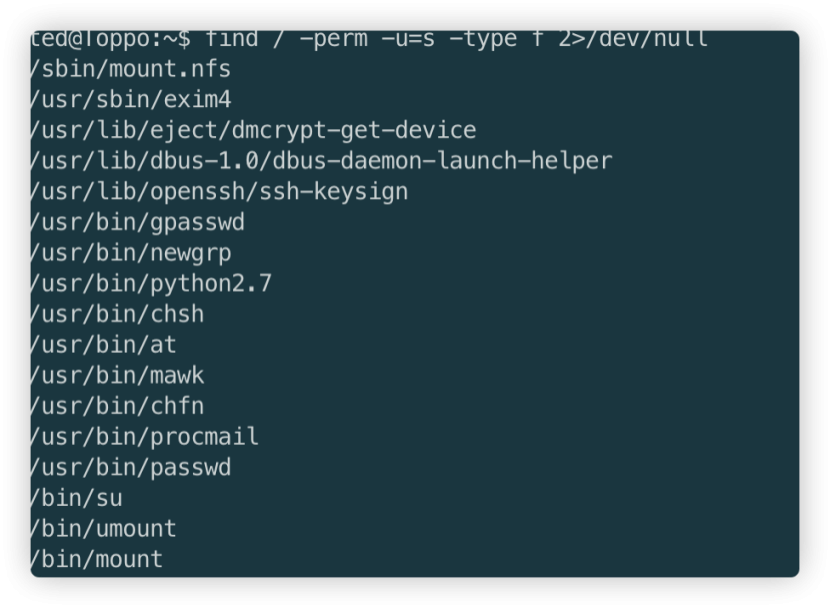 ted@Toppo:~$ find / -perm -u=s -type f 2>/dev/null
/sbin/mount.nfs
/usr/sbin/exim4
/usr/lib/eject/dmcrypt-get-device
/usr/lib/dbus-1.0/dbus-daemon-launch-helper
/usr/lib/openssh/ssh-keysign
/usr/bin/gpasswd
/usr/bin/newgrp
/usr/bin/python2.7
/usr/bin/chsh
/usr/bin/at
/usr/bin/mawk
/usr/bin/chfn
/usr/bin/procmail
/usr/bin/passwd
/bin/su
/bin/umount
/bin/mount